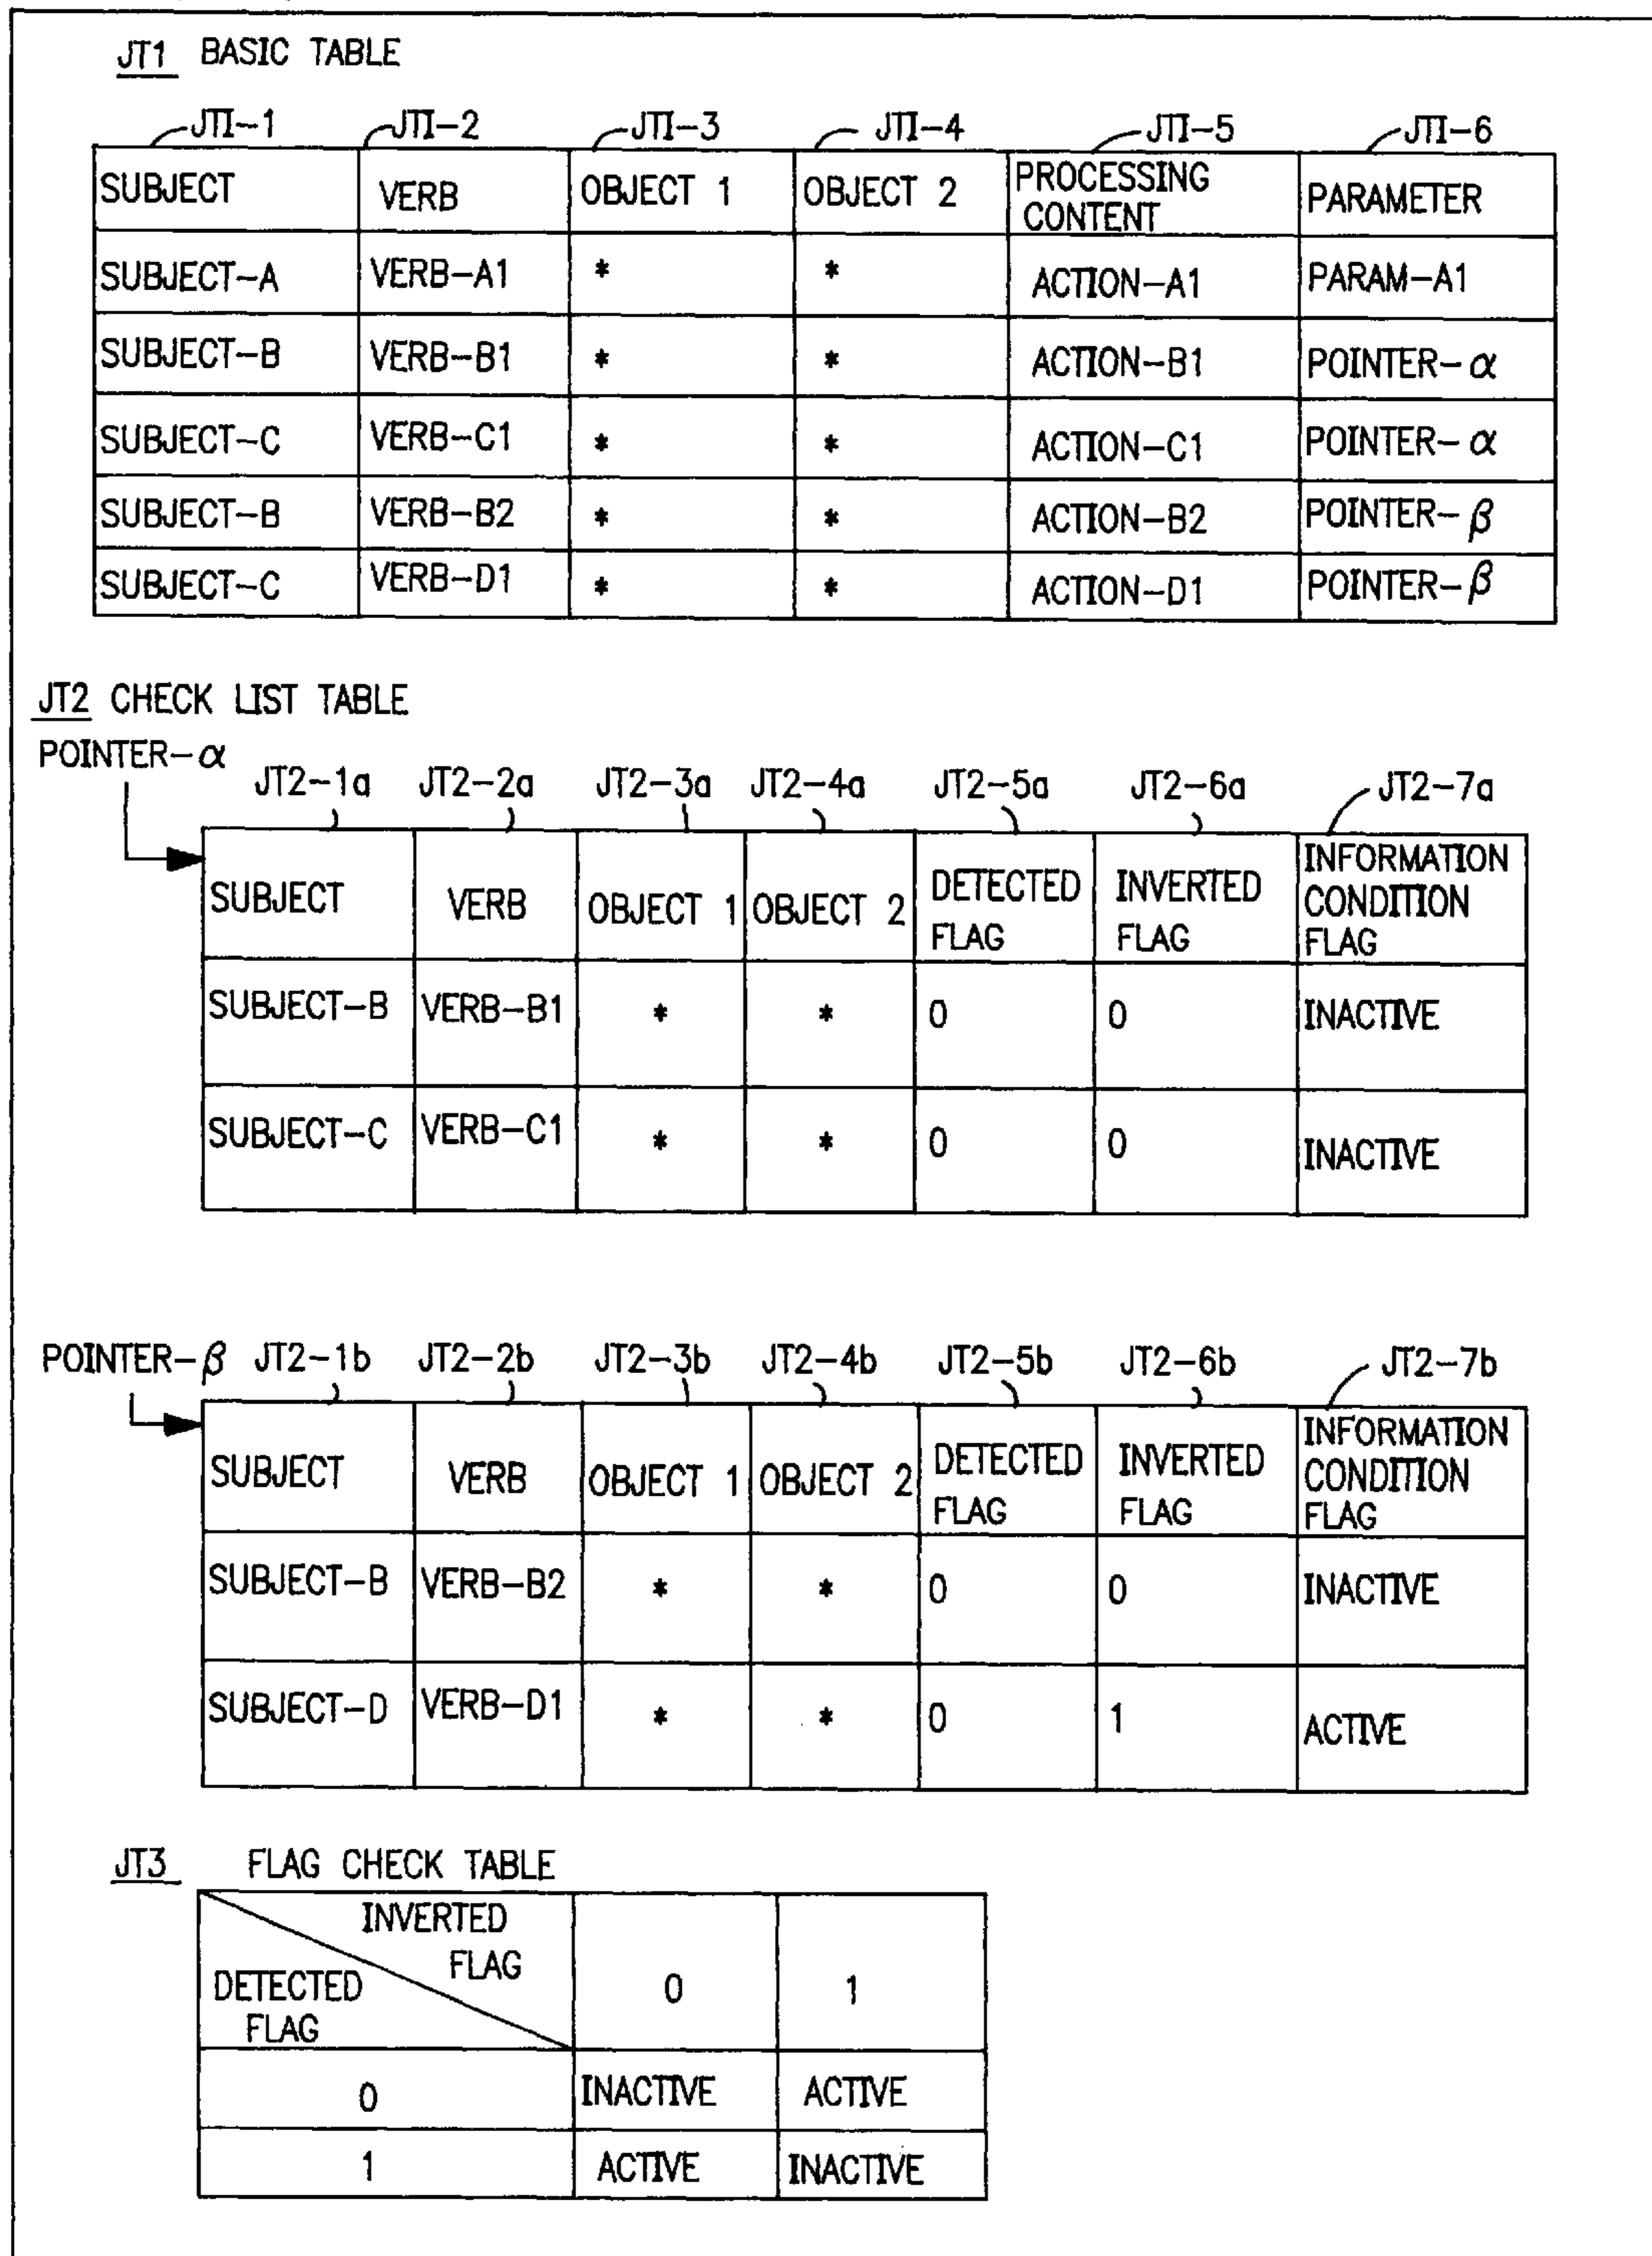 JT1 BASIC TABLE
JT1-1 JT1-2 JT1-3 JT1-4 JT1-5 JT1-6
SUBJECT VERB OBJECT 1 OBJECT 2 PROCESSING CONTENT PARAMETER
SUBJECT-A VERB-A1 * * ACTION-A1 PARAM-A1
SUBJECT-B VERB-B1 * * ACTION-B1 POINTER-α
SUBJECT-C VERB-C1 * * ACTION-C1 POINTER-α
SUBJECT-B VERB-B2 * * ACTION-B2 POINTER-β
SUBJECT-C VERB-D1 * * ACTION-D1 POINTER-β
JT2 CHECK LIST TABLE
POINTER-α JT2-1a JT2-2a JT2-3a JT2-4a JT2-5a JT2-6a JT2-7a
SUBJECT VERB OBJECT 1 OBJECT 2 DETECTED FLAG INVERTED FLAG INFORMATION CONDITION FLAG
SUBJECT-B VERB-B1 * * 0 0 INACTIVE
SUBJECT-C VERB-C1 * * 0 0 INACTIVE
POINTER-β JT2-1b JT2-2b JT2-3b JT2-4b JT2-5b JT2-6b JT2-7b
SUBJECT VERB OBJECT 1 OBJECT 2 DETECTED FLAG INVERTED FLAG INFORMATION CONDITION FLAG
SUBJECT-B VERB-B2 * * 0 0 INACTIVE
SUBJECT-D VERB-D1 * * 0 1 ACTIVE
JT3 FLAG CHECK TABLE
INVERTED FLAG
DETECTED FLAG
0 1
0 INACTIVE ACTIVE
1 ACTIVE INACTIVE